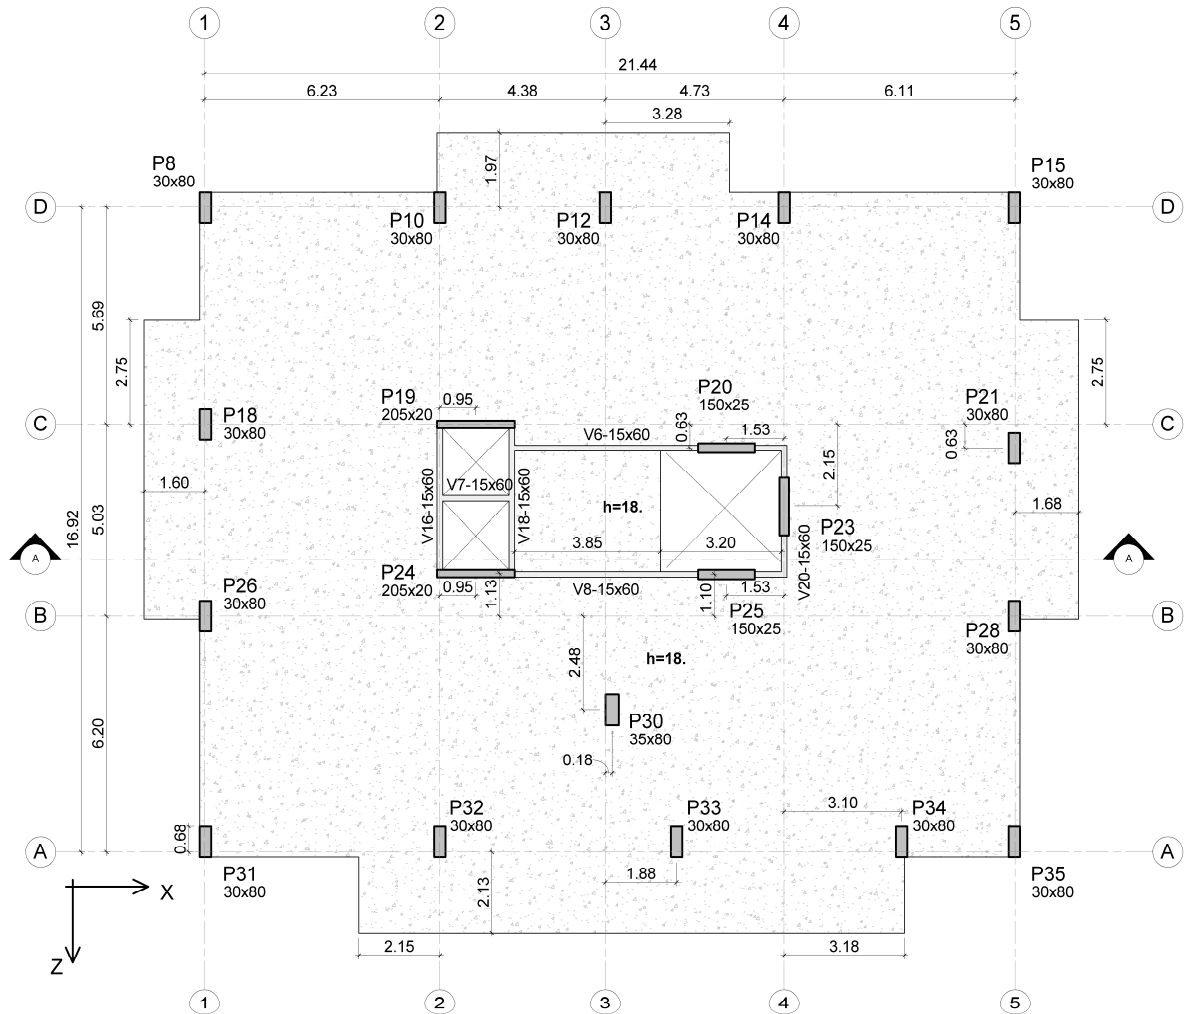 1 2 3 4 5
21.44
6.23 4.38 4.73 6.11
3.28
P8
30x80
1.97
P15
30x80
D D
P10
30x80
P12
30x80
P14
30x80
5.69
2.75
2.75
P19
205x20
0.95
P20
150x25
P21
30x80
C C
P18
30x80
V6-15x60
0.63
1.53
0.63
2.15
1.60
V16-15x60
V7-15x60
V18-15x60
h=18.
1.68
16.92
5.03
P23
150x25
3.85
3.20
V20-15x60
A A
P24
205x20
0.95
1.13
V8-15x60
1.10
1.53
P25
150x25
P26
30x80
B B
P28
30x80
h=18.
2.48
P30
35x80
0.18
6.20
P32
30x80
P33
30x80
3.10
P34
30x80
0.68
A A
P31
30x80
1.88
P35
30x80
X
Z
2.13
2.15
3.18
1 2 3 4 5